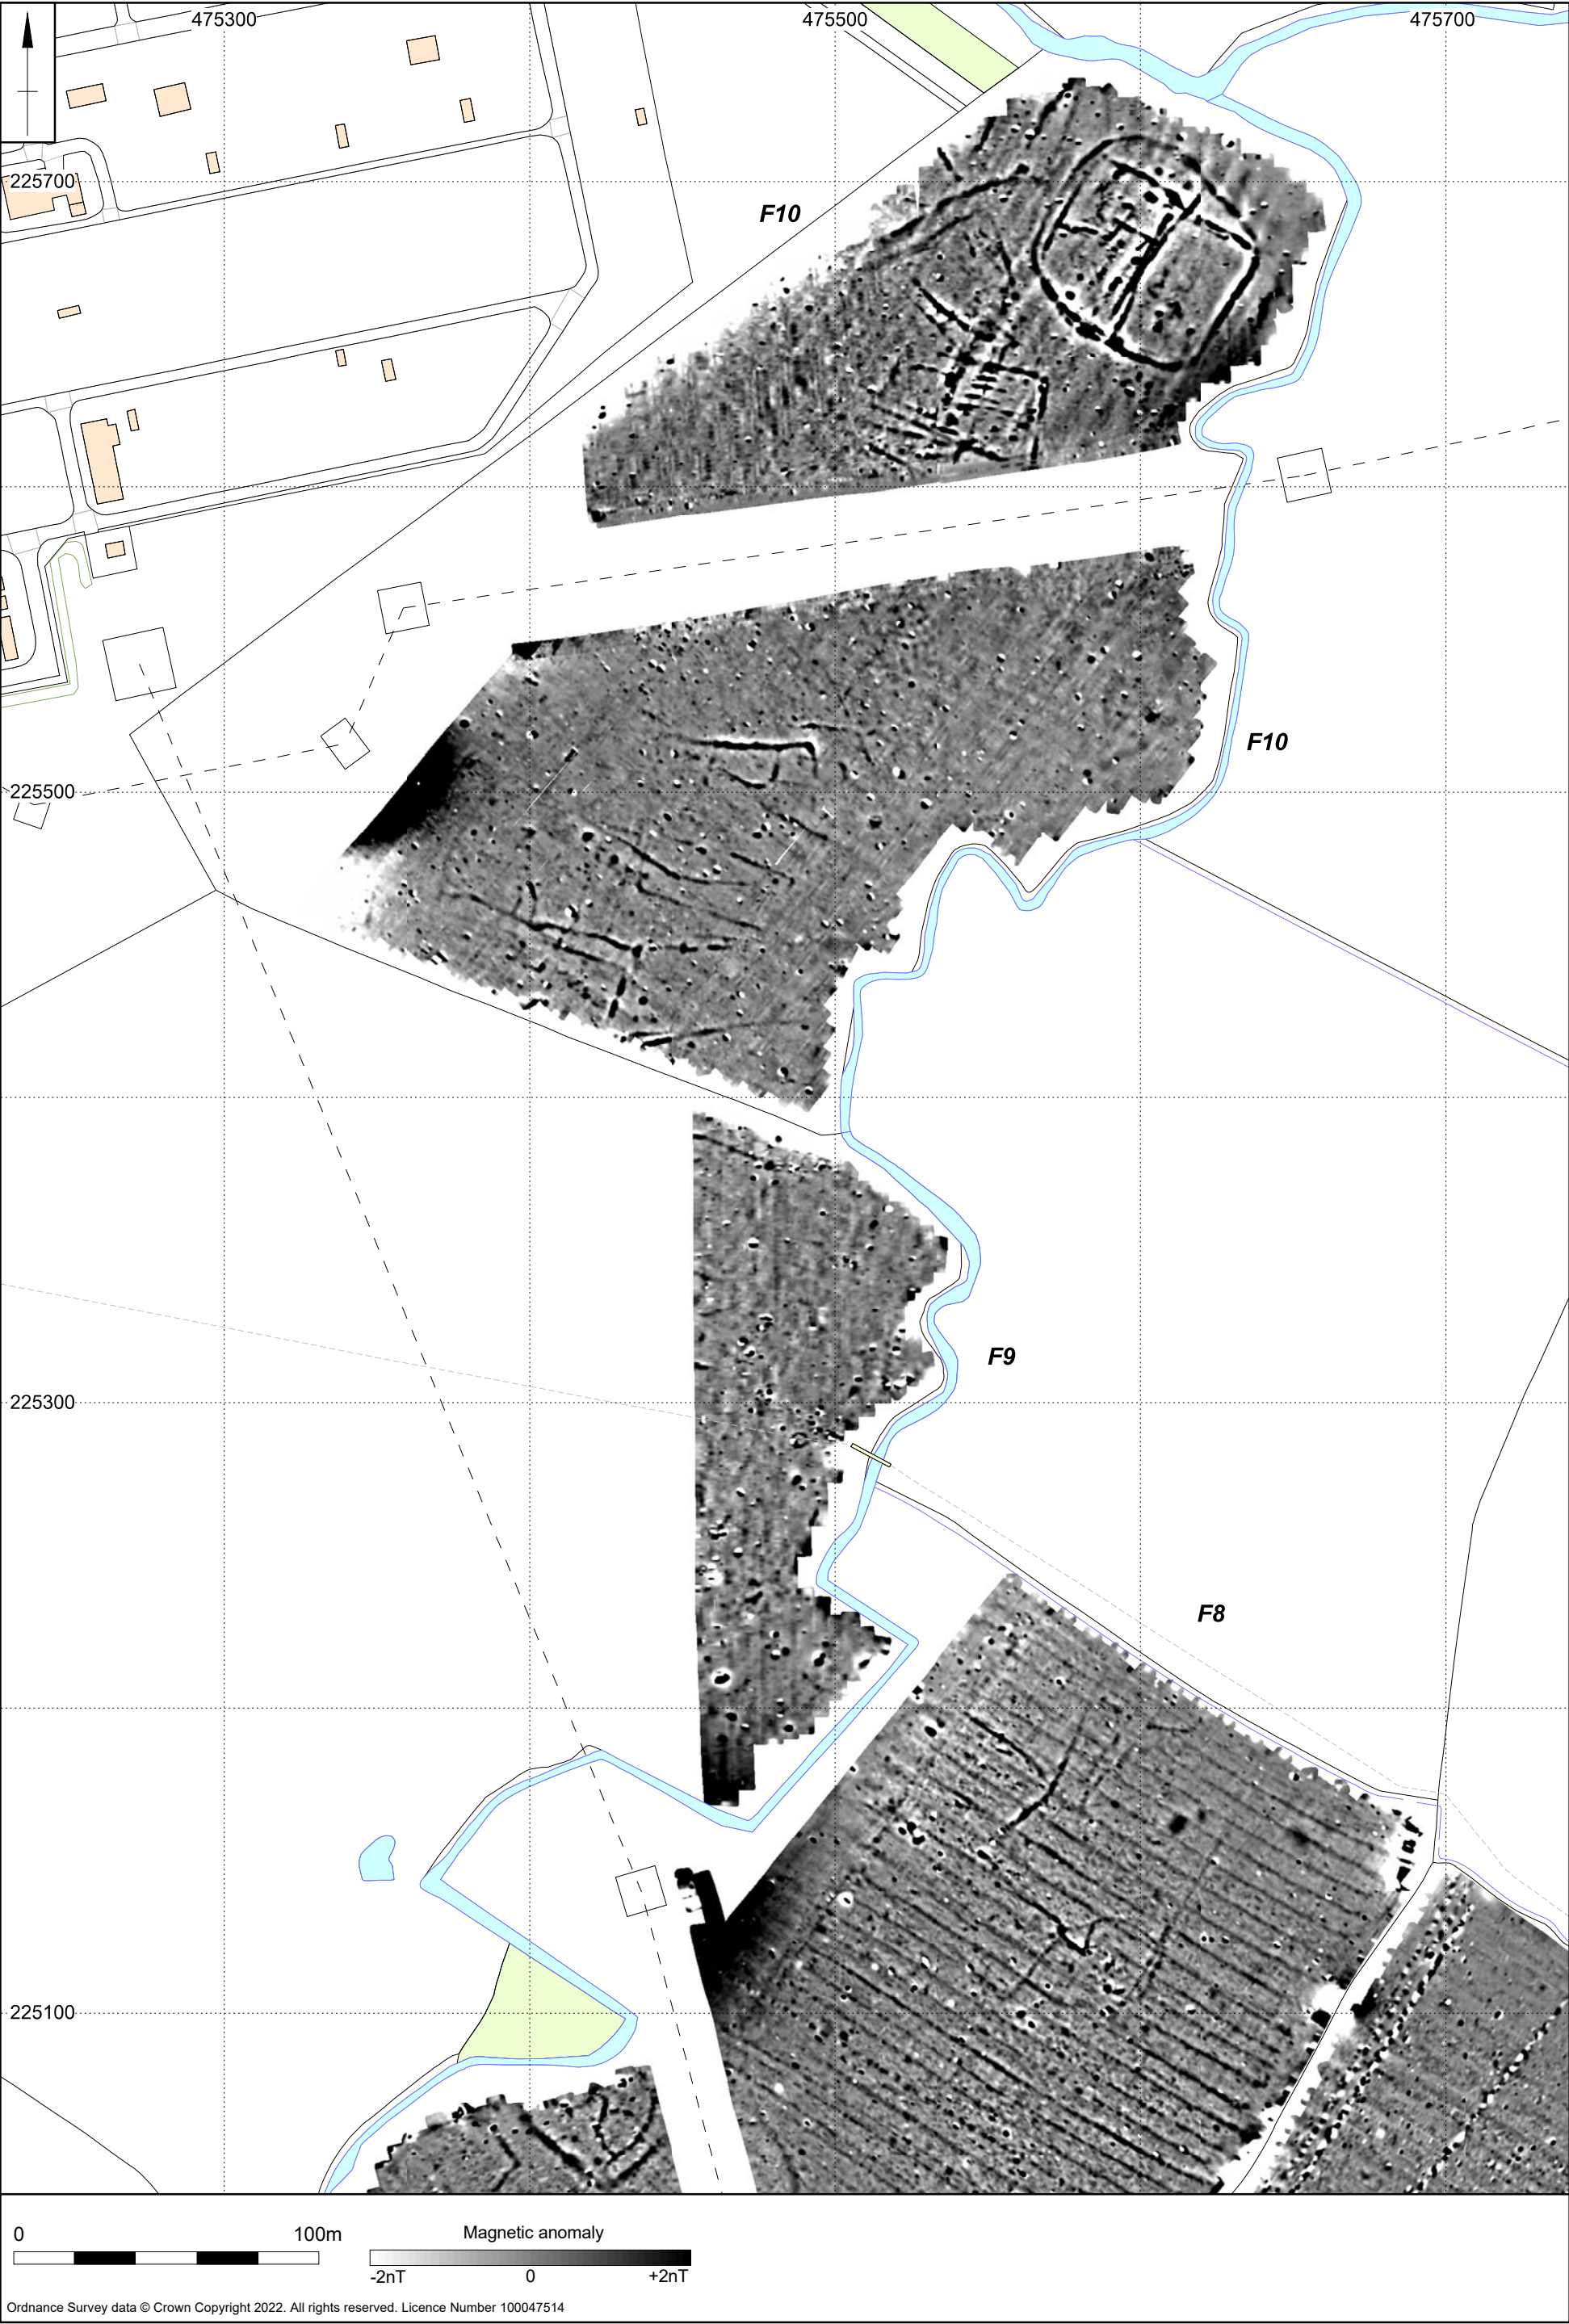 475300 475500 475700
225700
F10
F10
225500
F9
225300
F8
225100
0 100m
Magnetic anomaly
-2nT 0 +2nT
Ordnance Survey data © Crown Copyright 2022. All rights reserved. Licence Number 100047514